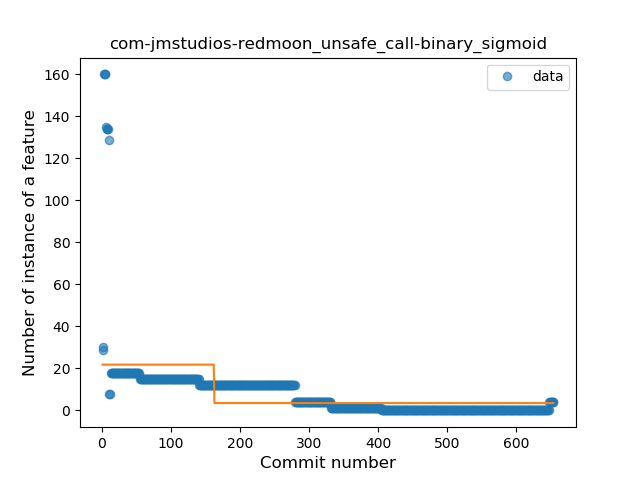 com-jmstudios-redmoon_unsafe_call-binary_sigmoid
data
Number of instance of a feature
160
140
120
100
80
60
40
20
0
0 100 200 300 400 500 600
Commit number